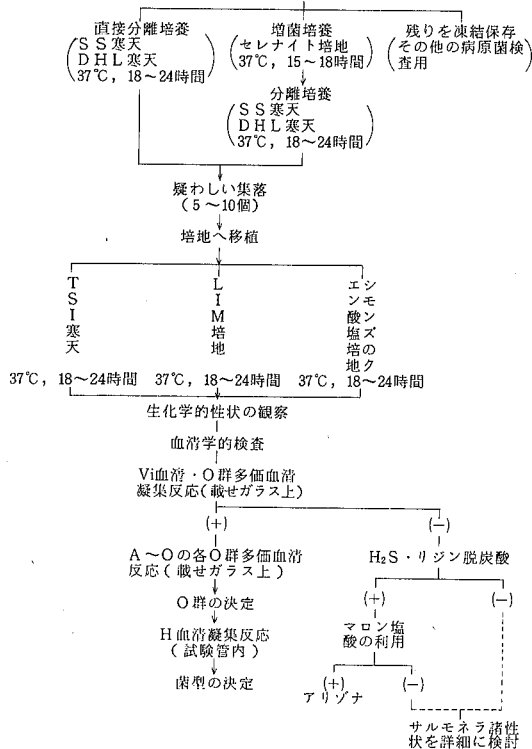 直接分離培養
(SS寒天
DHL寒天
37℃, 18～24時間)
増菌培養
(セレナイト培地
37℃, 15～18時間)
残りを凍結保存
(その他の病原菌検
査用)
分離培養
(SS寒天
DHL寒天
37℃, 18～24時間)
疑わしい集落
(5～10個)
培地へ移植
TSI寒天
LIM培地
シモンズのク
エン酸塩培地
37℃, 18～24時間
37℃, 18～24時間
37℃, 18～24時間
生化学的性状の観察
血清学的検査
Vi血清・O群多価血清
凝集反応(載せガラス上)
(+)
(-)
A～Oの各O群多価血清
反応(載せガラス上)
H2S・リジン脱炭酸
O群の決定
(+)
(-)
H血清凝集反応
(試験管内)
マロン塩
酸の利用
菌型の決定
(+)
アリゾナ
(-)
サルモネラ諸性
状を詳細に検討